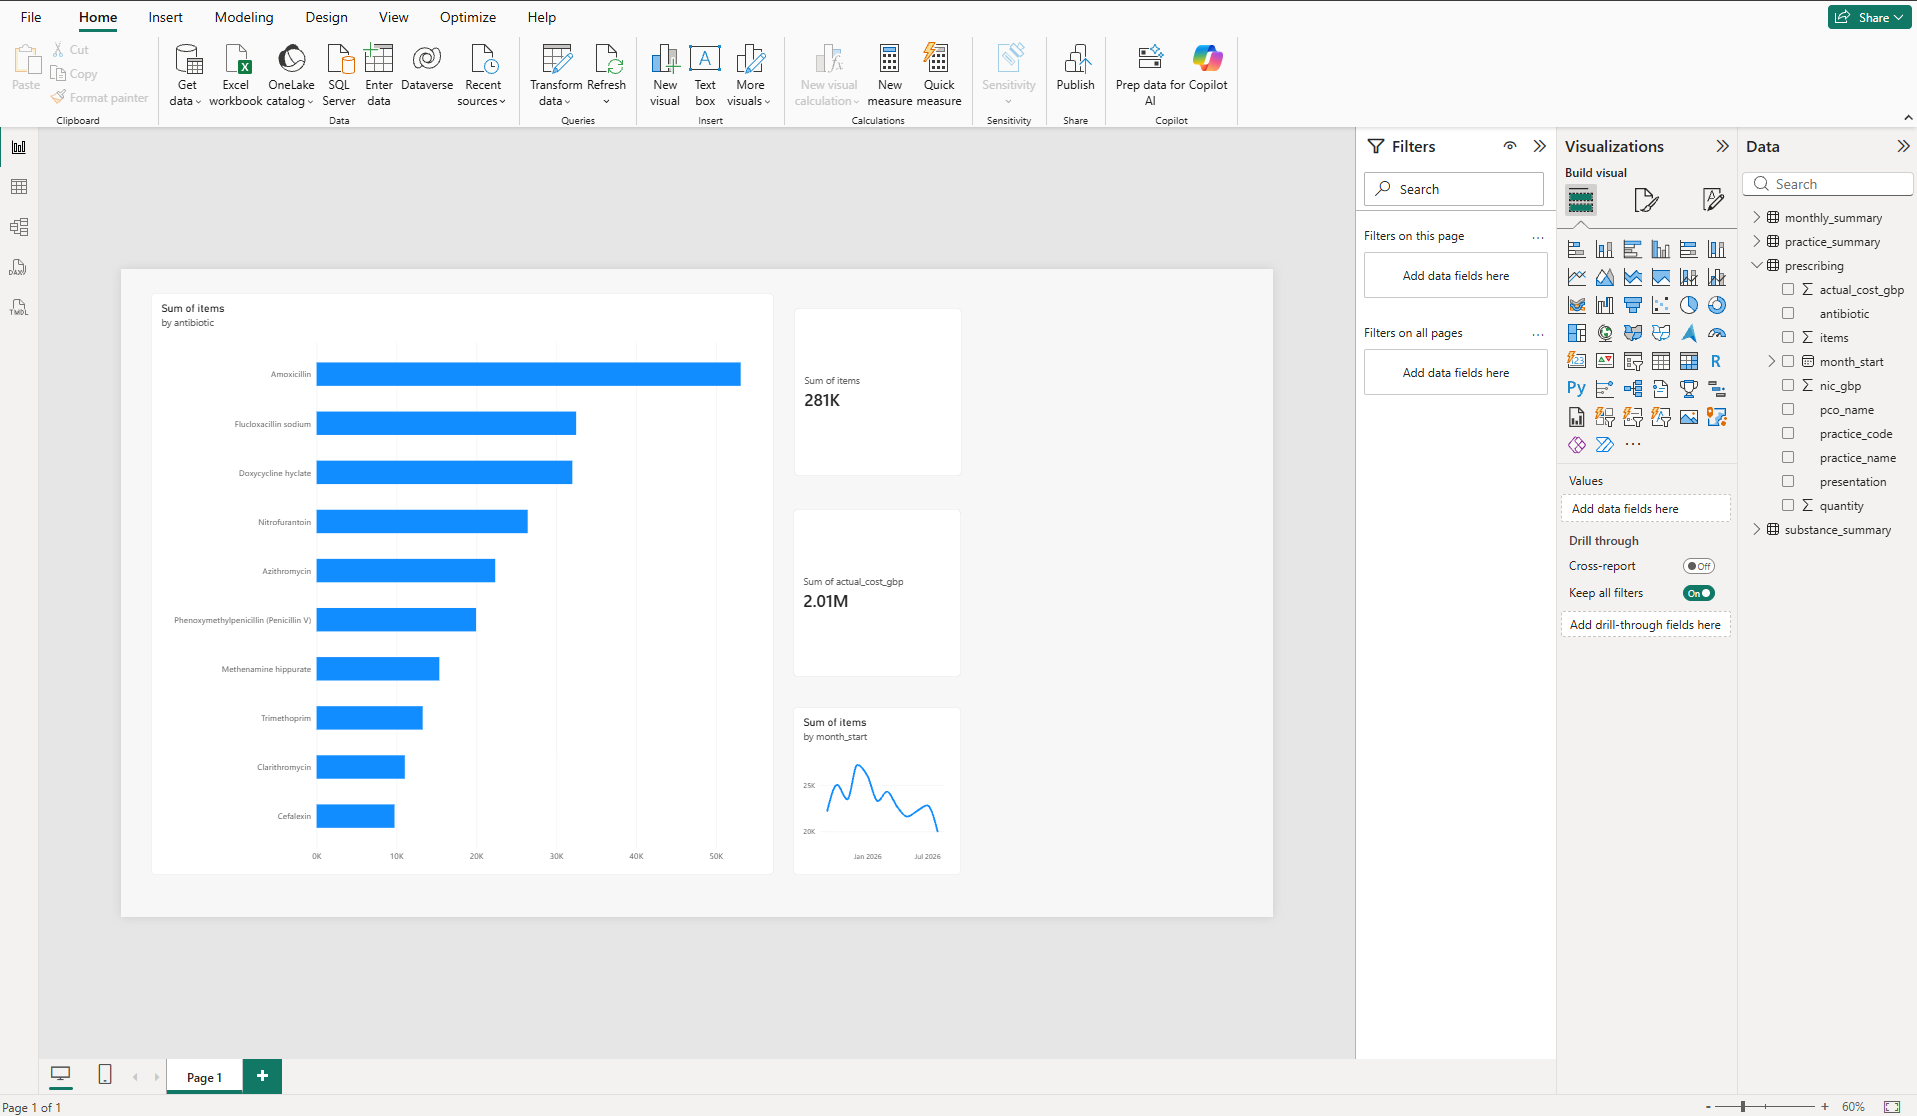 File Home Insert Modeling Design View Optimize Help
Share
Paste
Cut
Copy
Format painter
Clipboard
Get data
Excel workbook
OneLake catalog
SQL Server
Enter data
Dataverse
Recent sources
Data
Transform data
Refresh
Queries
New visual
Text box
More visuals
Insert
New visual calculation
New measure
Quick measure
Calculations
Sensitivity
Sensitivity
Publish
Share
Prep data for AI
Copilot
Copilot
DAX
TMDL
Sum of items
by antibiotic
Amoxicillin
Flucloxacillin sodium
Doxycycline hyclate
Nitrofurantoin
Azithromycin
Phenoxymethylpenicillin (Penicillin V)
Methenamine hippurate
Trimethoprim
Clarithromycin
Cefalexin
0K 10K 20K 30K 40K 50K
Sum of items
281K
Sum of actual_cost_gbp
2.01M
Sum of items
by month_start
25K
20K
Jan 2026 Jul 2026
Filters
Search
Filters on this page
Add data fields here
Filters on all pages
Add data fields here
Visualizations
Build visual
123
R
Py
Values
Add data fields here
Drill through
Cross-report Off
Keep all filters On
Add drill-through fields here
Data
Search
monthly_summary
practice_summary
prescribing
actual_cost_gbp
antibiotic
items
month_start
nic_gbp
pco_name
practice_code
practice_name
presentation
quantity
substance_summary
Page 1
Page 1 of 1
- + 60%